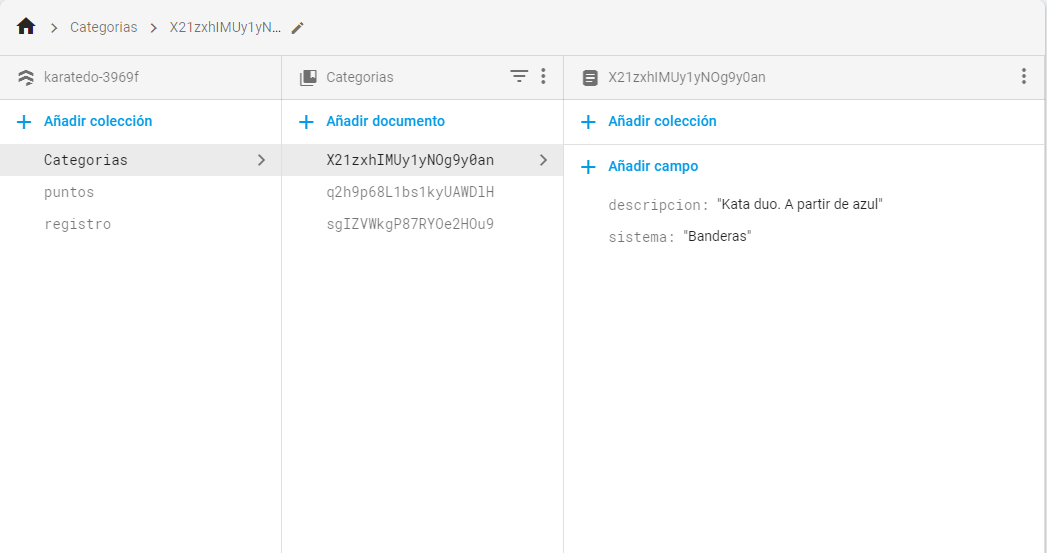 Categorias > X21zxhIMUy1yN...
karatedo-3969f
Categorias
X21zxhIMUy1yNOg9y0an
Añadir colección
Añadir documento
Añadir colección
Categorias
X21zxhIMUy1yNOg9y0an
Añadir campo
puntos
q2h9p68L1bs1kyUAWDlH
descripcion: "Kata duo. A partir de azul"
registro
sgIZVWkgP87RYOe2HOu9
sistema: "Banderas"